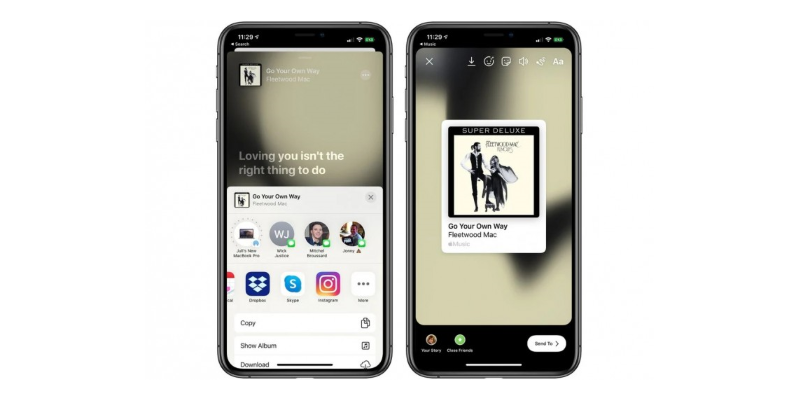 11:29
Search
Go Your Own Way
Fleetwood Mac
Loving you isn't the
right thing to do
Go Your Own Way
Fleetwood Mac
WJ
Juli's New
MacBook Pro
Mick
Justice
Mitchel
Broussard
Jenny
cal
Dropbox
Skype
Instagram
More
Copy
Show Album
Download
11:29
Music
Aa
SUPER DELUXE
FLEETWOOD MAC
RUMOURS
Go Your Own Way
Fleetwood Mac
Music
Your Story
Close Friends
Send To